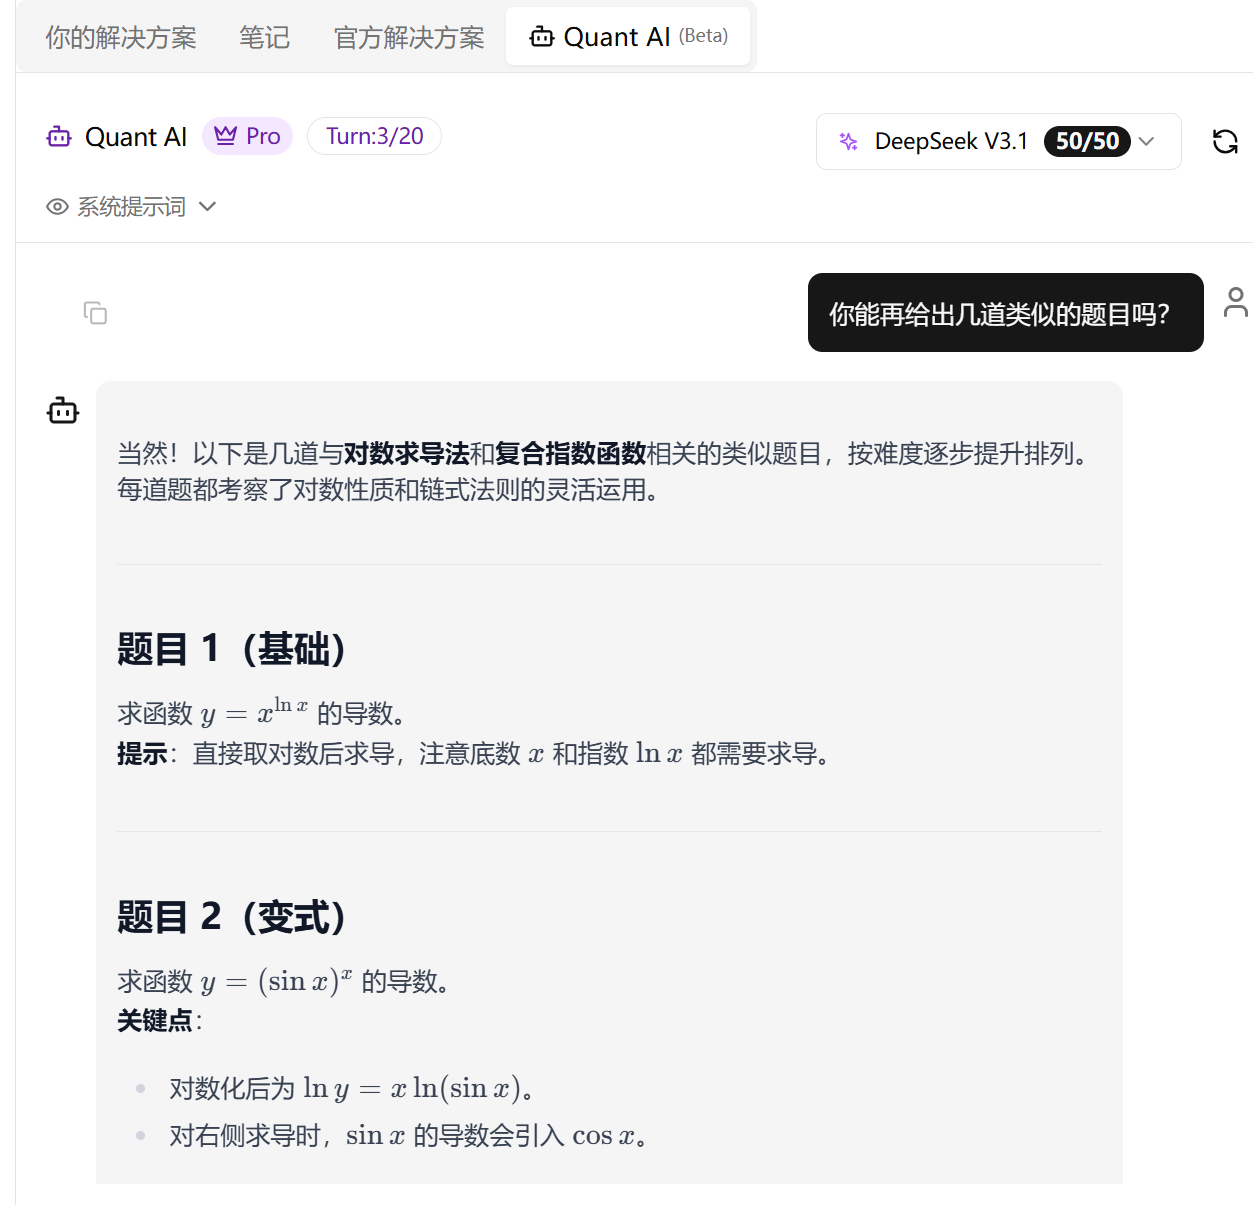 你的解决方案 笔记 官方解决方案 Quant AI (Beta)
Quant AI Pro Turn:3/20 DeepSeek V3.1 50/50
系统提示词
你能再给出几道类似的题目吗？
当然！以下是几道与对数求导法和复合指数函数相关的类似题目，按难度逐步提升排列。
每道题都考察了对数性质和链式法则的灵活运用。
题目 1（基础）
求函数 y = x^{ln x} 的导数。
提示：直接取对数后求导，注意底数 x 和指数 ln x 都需要求导。
题目 2（变式）
求函数 y = (sin x)^x 的导数。
关键点：
对数化后为 ln y = x ln(sin x)。
对右侧求导时，sin x 的导数会引入 cos x。